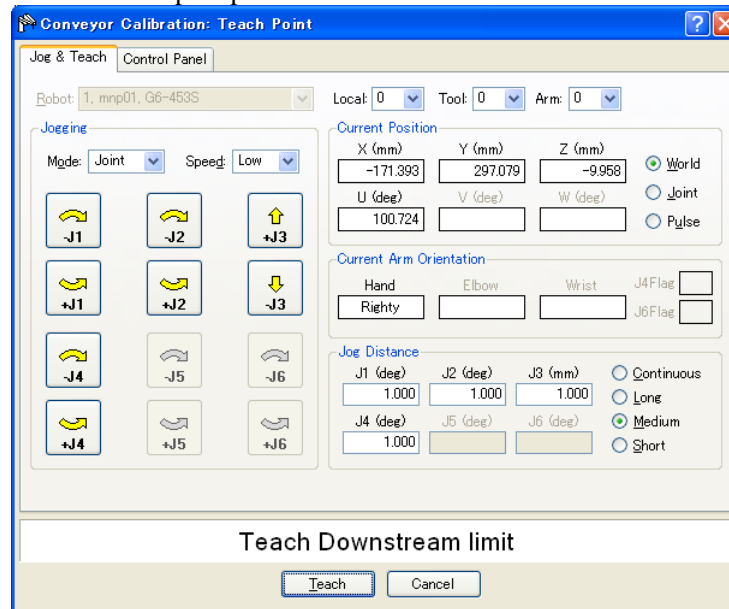 Conveyor Calibration: Teach Point
Jog & Teach Control Panel
Robot: 1, mnp01, G6-453S Local: 0 Tool: 0 Arm: 0
Jogging
Mode: Joint Speed: Low
-J1 -J2 +J3
+J1 +J2 -J3
-J4 -J5 -J6
+J4 +J5 +J6
Current Position
X (mm) Y (mm) Z (mm)
-171.393 297.079 -9.958
U (deg) V (deg) W (deg)
100.724
World
Joint
Pulse
Current Arm Orientation
Hand Elbow Wrist
Righty
J4Flag
J6Flag
Jog Distance
J1 (deg) J2 (deg) J3 (mm)
1.000 1.000 1.000
J4 (deg) J5 (deg) J6 (deg)
1.000
Continuous
Long
Medium
Short
Teach Downstream limit
Teach Cancel